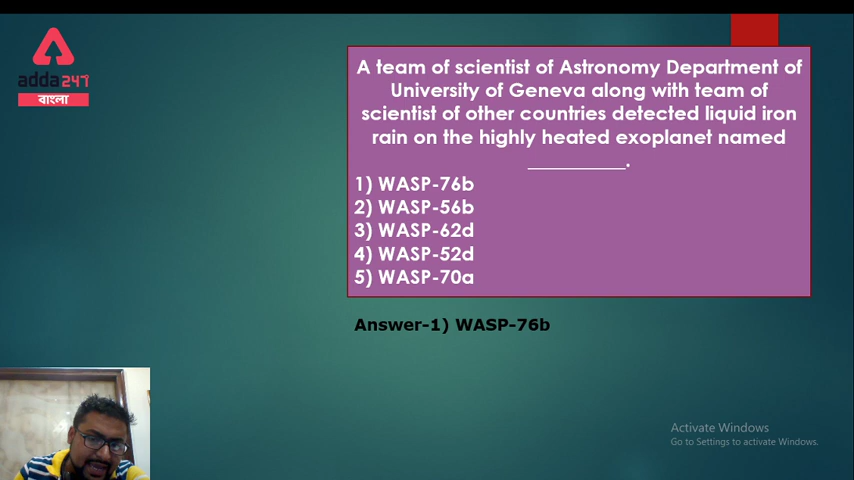 adda247
বাংলা
A team of scientist of Astronomy Department of
University of Geneva along with team of
scientist of other countries detected liquid iron
rain on the highly heated exoplanet named
__________.
1) WASP-76b
2) WASP-56b
3) WASP-62d
4) WASP-52d
5) WASP-70a
Answer-1) WASP-76b
Activate Windows
Go to Settings to activate Windows.